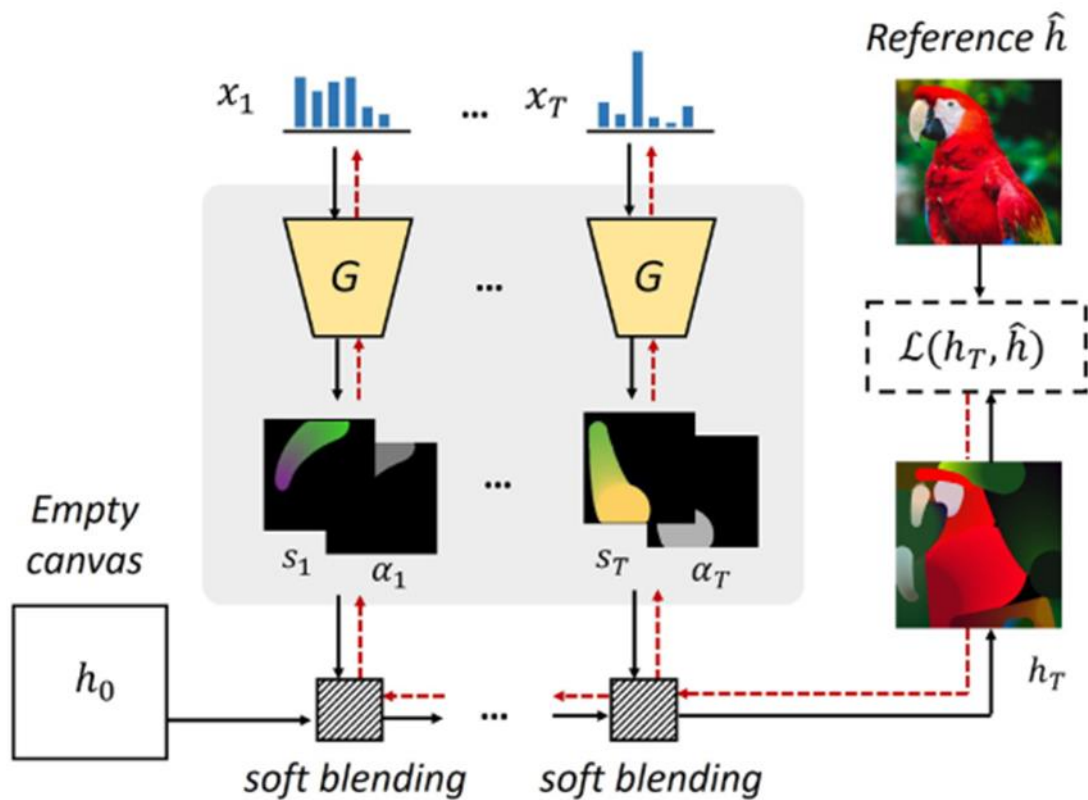 Reference ĥ
x₁ ... x_T
G ... G
...
s₁ α₁ s_T α_T
ℒ(h_T, ĥ)
Empty
canvas
h₀
...
h_T
soft blending soft blending